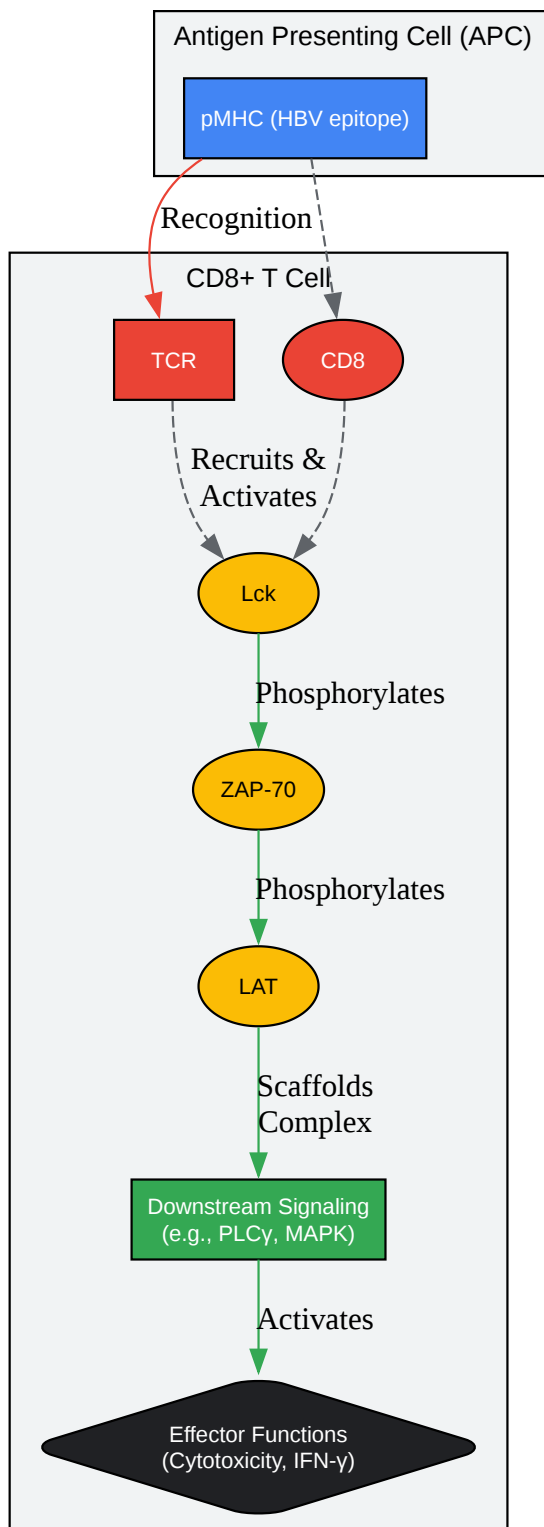 Antigen Presenting Cell (APC)
pMHC (HBV epitope)
Recognition
CD8+ T Cell
TCR
CD8
Recruits &
Activates
Lck
Phosphorylates
ZAP-70
Phosphorylates
LAT
Scaffolds
Complex
Downstream Signaling
(e.g., PLCγ, MAPK)
Activates
Effector Functions
(Cytotoxicity, IFN-γ)